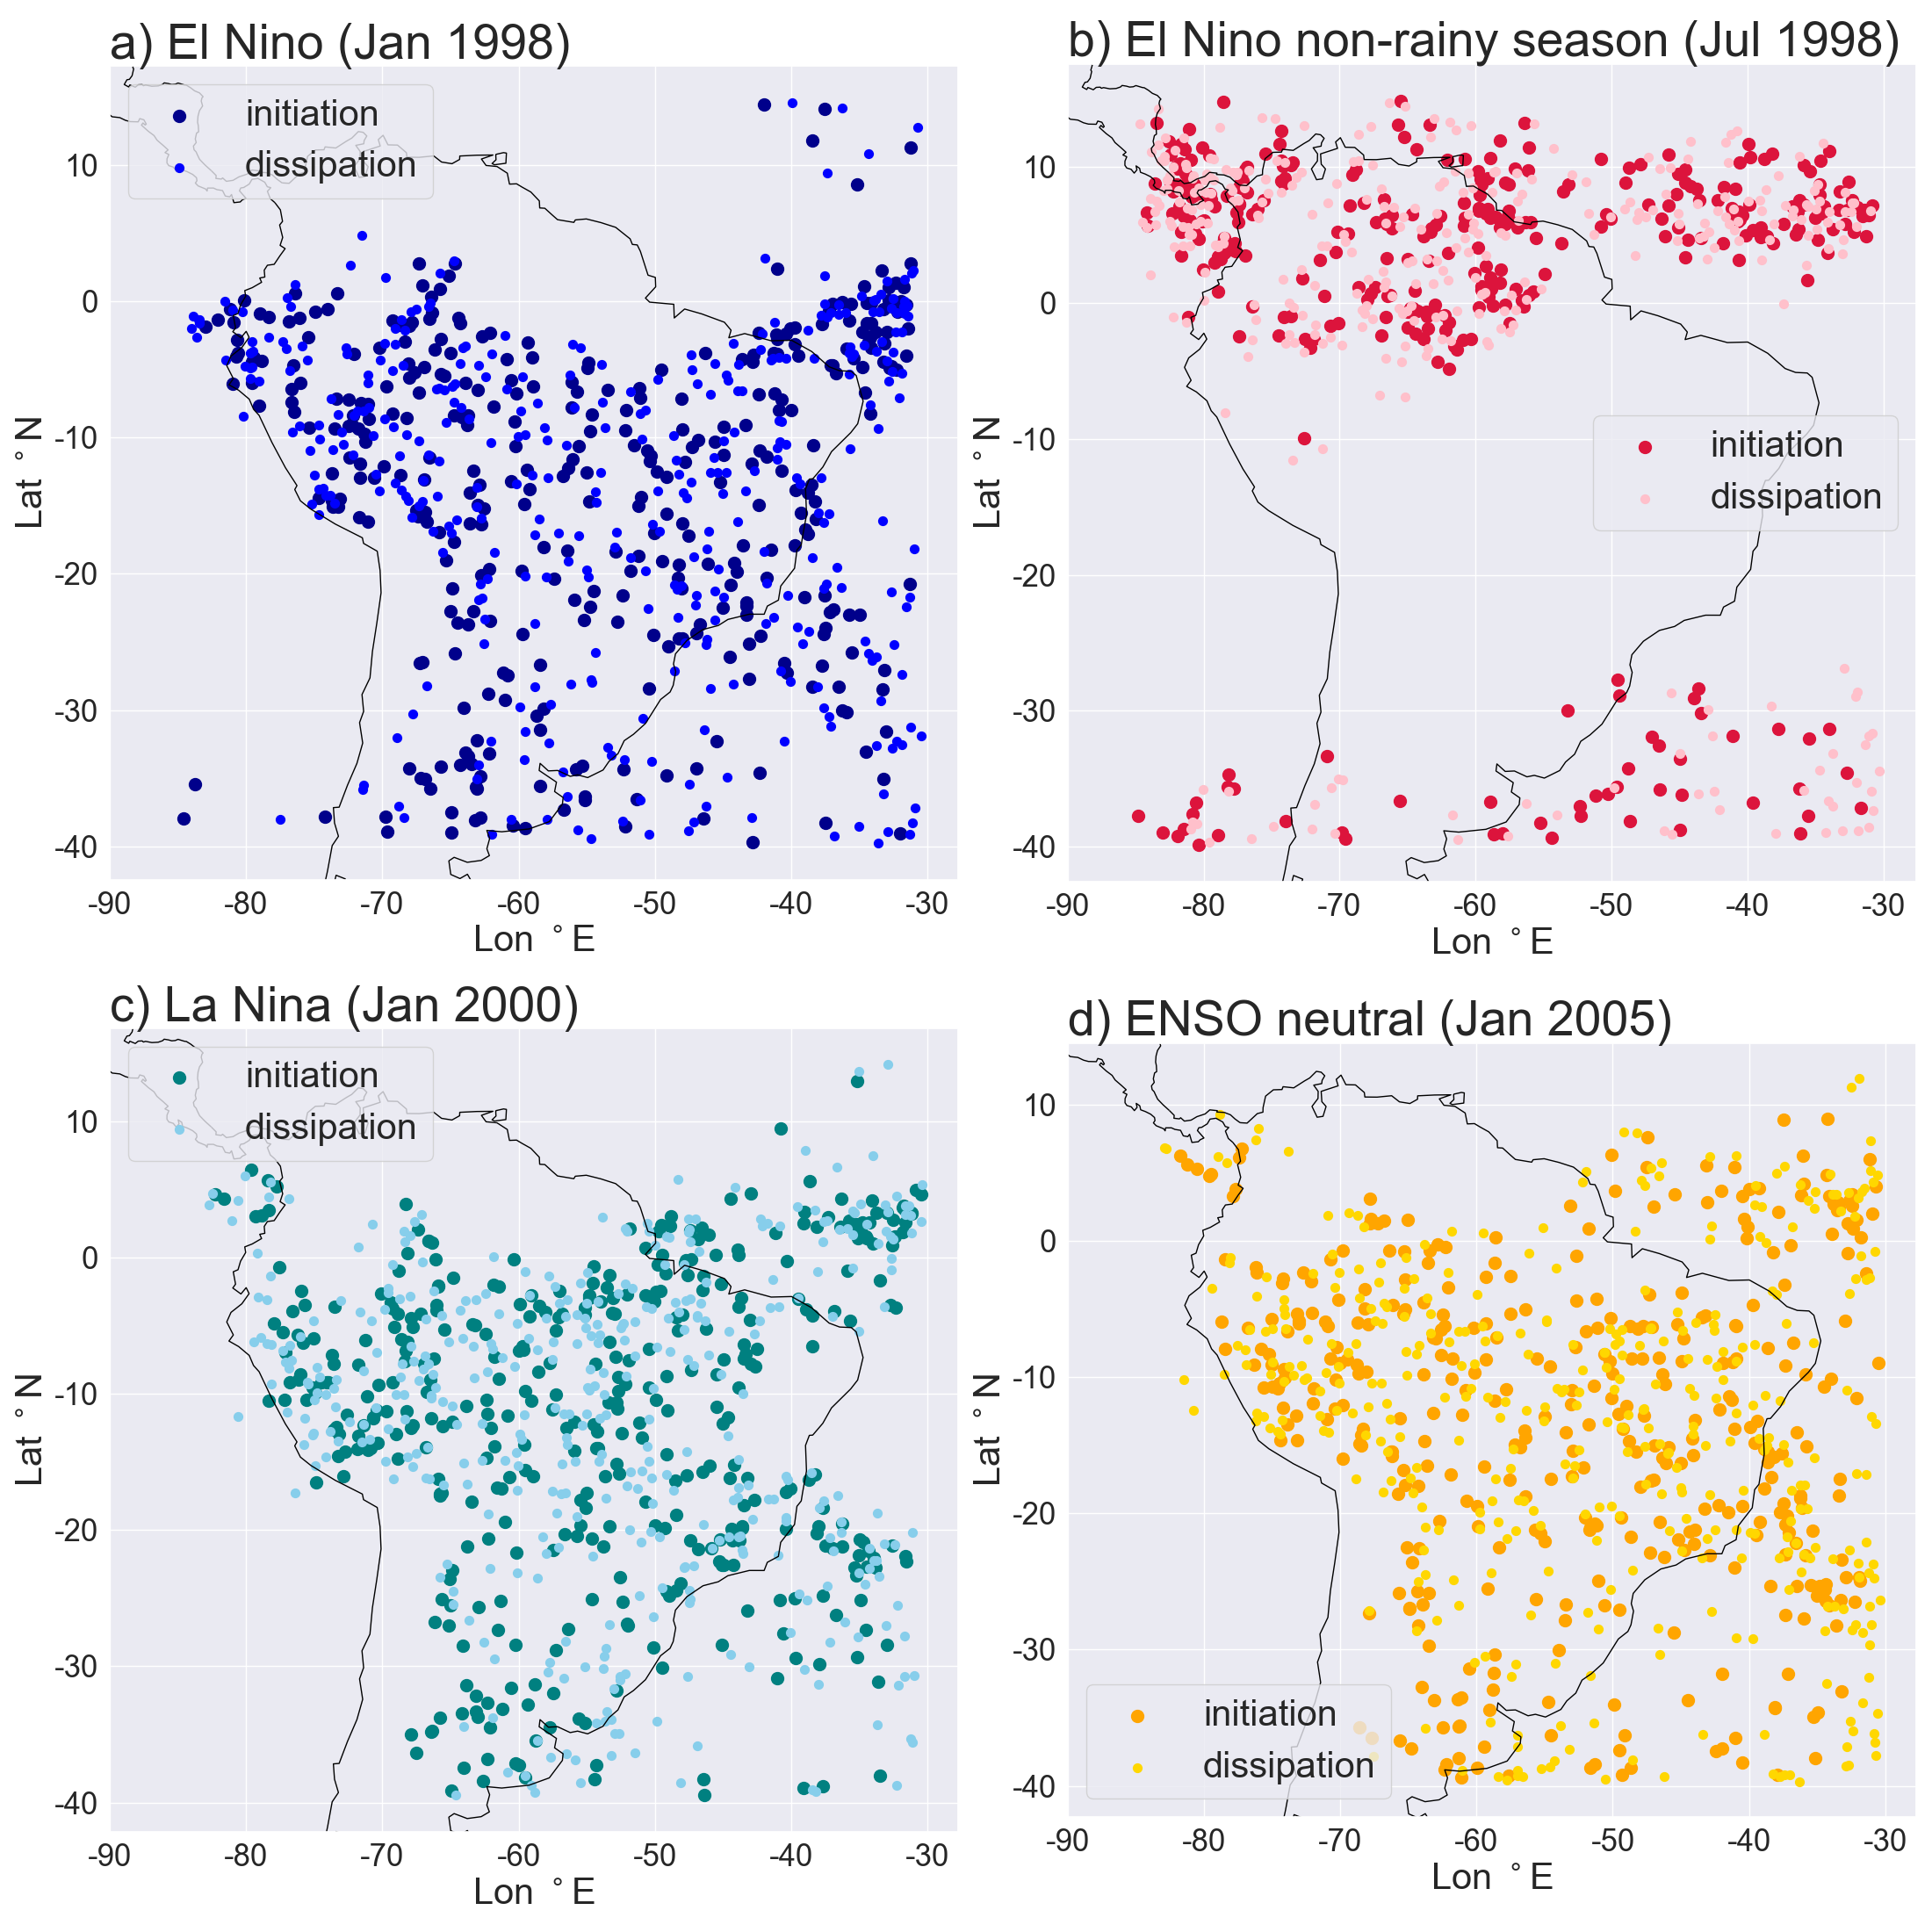 a) El Nino (Jan 1998)
initiation
dissipation
10
0
-10
-20
-30
-40
Lat °N
-90 -80 -70 -60 -50 -40 -30
Lon °E
b) El Nino non-rainy season (Jul 1998)
initiation
dissipation
10
0
-10
-20
-30
-40
Lat °N
-90 -80 -70 -60 -50 -40 -30
Lon °E
c) La Nina (Jan 2000)
initiation
dissipation
10
0
-10
-20
-30
-40
Lat °N
-90 -80 -70 -60 -50 -40 -30
Lon °E
d) ENSO neutral (Jan 2005)
initiation
dissipation
10
0
-10
-20
-30
-40
Lat °N
-90 -80 -70 -60 -50 -40 -30
Lon °E